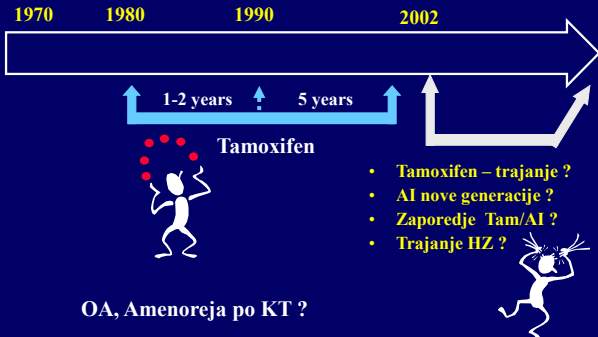 1970 1980 1990 2002
1-2 years 5 years
Tamoxifen
• Tamoxifen – trajanje ?
• AI nove generacije ?
• Zaporedje Tam/AI ?
• Trajanje HZ ?
OA, Amenoreja po KT ?